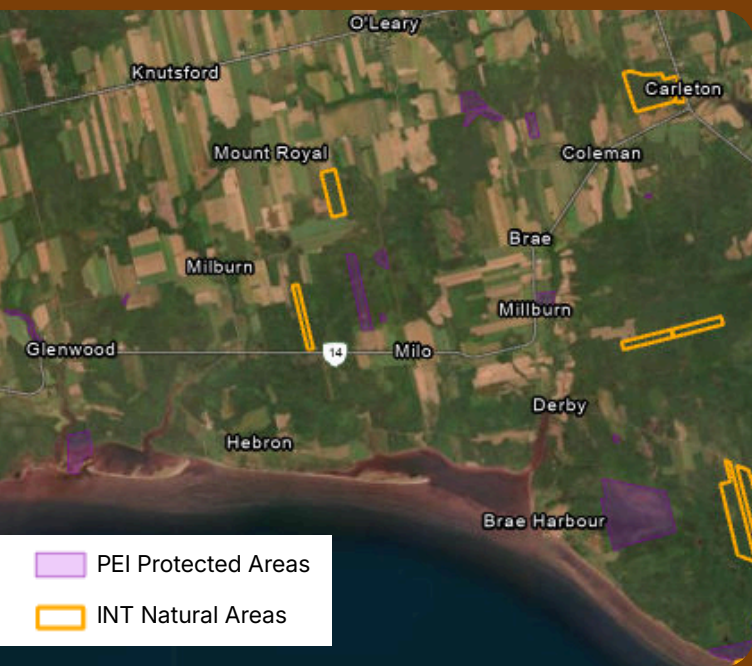 O'Leary
Knutsford
Carleton
Mount Royal
Coleman
Brae
Milburn
Millburn
Glenwood
14
Milo
Derby
Hebron
Brae Harbour
PEI Protected Areas
INT Natural Areas